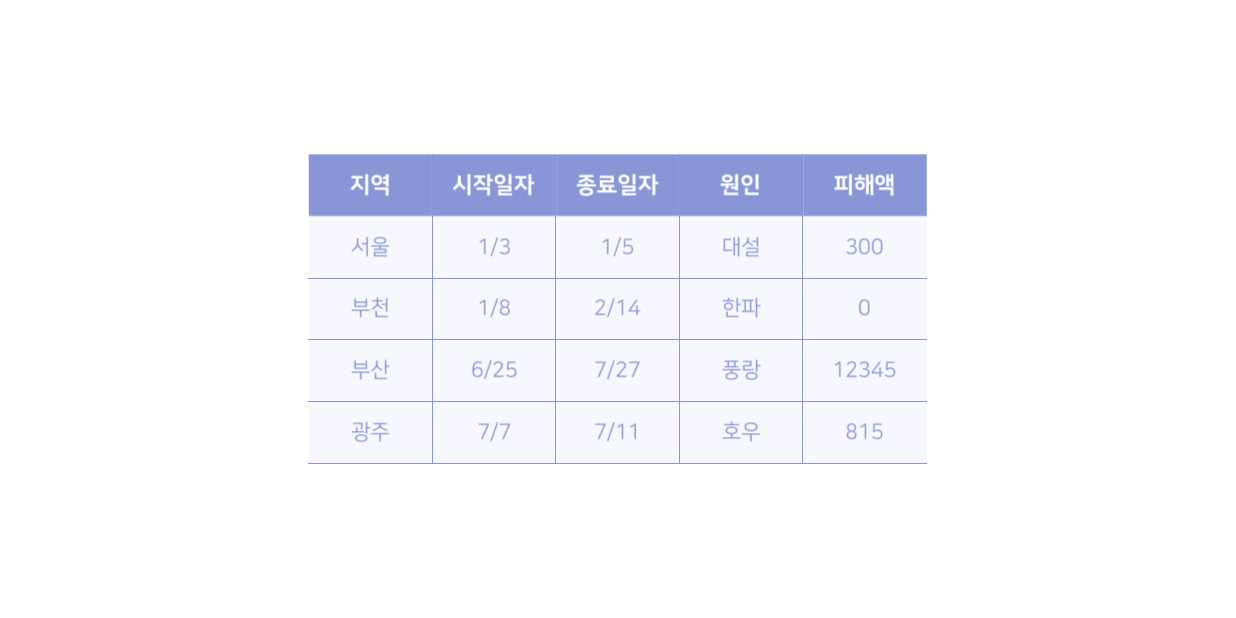 지역 시작일자 종료일자 원인 피해액
서울 1/3 1/5 대설 300
부천 1/8 2/14 한파 0
부산 6/25 7/27 풍랑 12345
광주 7/7 7/11 호우 815